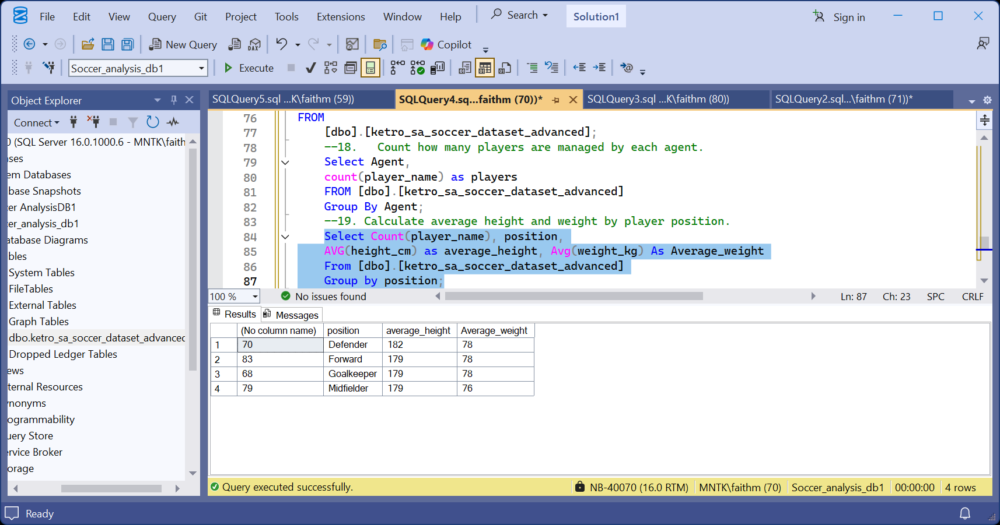 File Edit View Query Git Project Tools Extensions Window Help Search Solution1 Sign in
New Query DAX Copilot
Soccer_analysis_db1 Execute
Object Explorer
Connect
0 (SQL Server 16.0.1000.6 - MNTK\faith
ases
em Databases
base Snapshots
cer AnalysisDB1
cer_analysis_db1
atabase Diagrams
bles
System Tables
FileTables
External Tables
Graph Tables
dbo.ketro_sa_soccer_dataset_advanced
Dropped Ledger Tables
ews
ternal Resources
ynonyms
ogrammability
uery Store
ervice Broker
orage
SQLQuery5.sql ...K\faithm (59)) SQLQuery4.sq...faithm (70))* SQLQuery3.sql ...K\faithm (80)) SQLQuery2.sql...\faithm (71))*
76 FROM
77 [dbo].[ketro_sa_soccer_dataset_advanced];
78 --18. Count how many players are managed by each agent.
79 Select Agent,
80 count(player_name) as players
81 FROM [dbo].[ketro_sa_soccer_dataset_advanced]
82 Group By Agent;
83 --19. Calculate average height and weight by player position.
84 Select Count(player_name), position,
85 AVG(height_cm) as average_height, Avg(weight_kg) As Average_weight
86 From [dbo].[ketro_sa_soccer_dataset_advanced]
87 Group by position;
100 % No issues found Ln: 87 Ch: 23 SPC CRLF
Results Messages
(No column name) position average_height Average_weight
1 70 Defender 182 78
2 83 Forward 179 78
3 68 Goalkeeper 179 78
4 79 Midfielder 179 76
Query executed successfully. NB-40070 (16.0 RTM) MNTK\faithm (70) Soccer_analysis_db1 00:00:00 4 rows
Ready